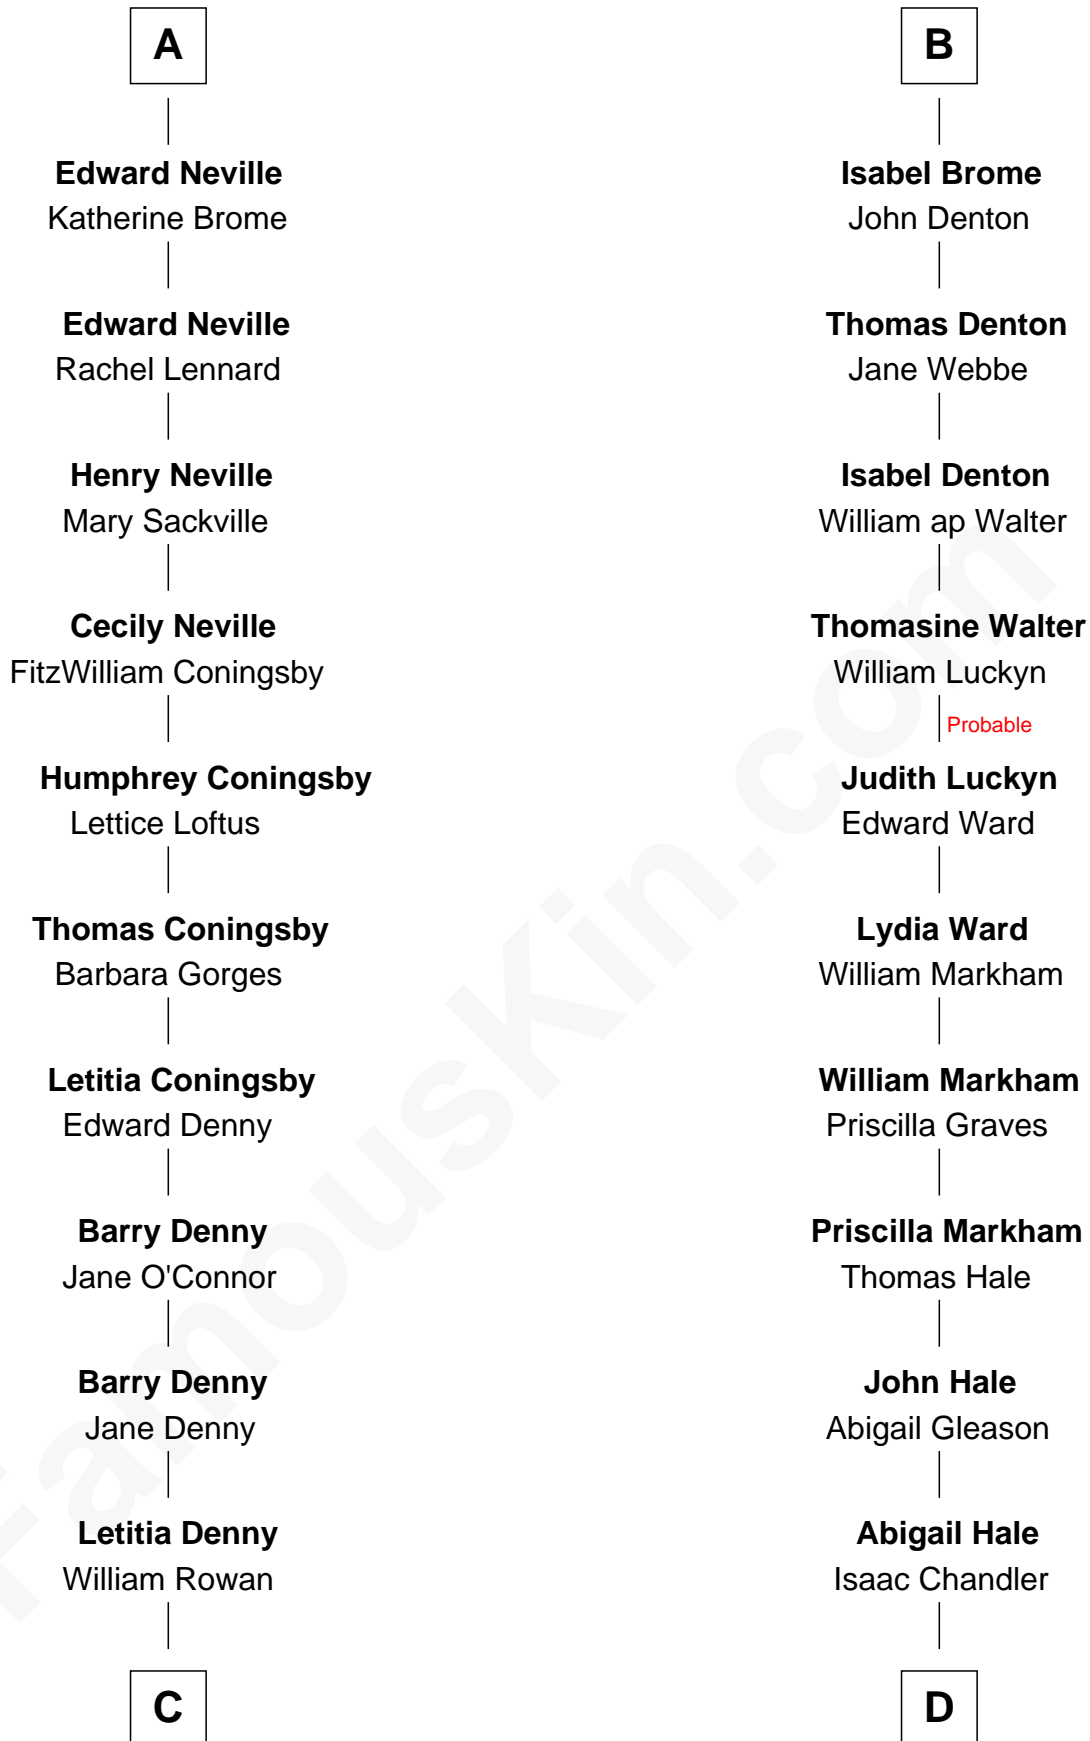 A
Edward Neville
Katherine Brome
Edward Neville
Rachel Lennard
Henry Neville
Mary Sackville
Cecily Neville
FitzWilliam Coningsby
Humphrey Coningsby
Lettice Loftus
Thomas Coningsby
Barbara Gorges
Letitia Coningsby
Edward Denny
Barry Denny
Jane O'Connor
Barry Denny
Jane Denny
Letitia Denny
William Rowan
C
B
Isabel Brome
John Denton
Thomas Denton
Jane Webbe
Isabel Denton
William ap Walter
Thomasine Walter
William Luckyn
Probable
Judith Luckyn
Edward Ward
Lydia Ward
William Markham
William Markham
Priscilla Graves
Priscilla Markham
Thomas Hale
John Hale
Abigail Gleason
Abigail Hale
Isaac Chandler
D
FamousKin.com